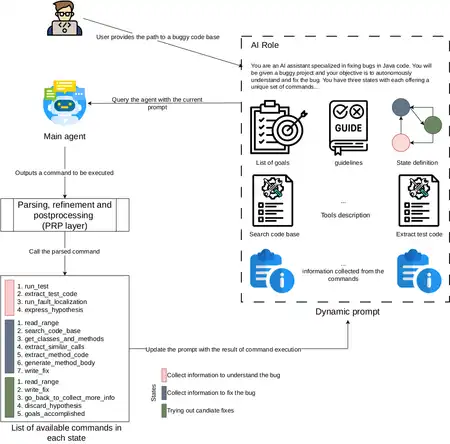 User provides the path to a buggy code base
AI Role
You are an AI assistant specialized in fixing bugs in Java code. You will
be given a buggy project and your objective is to autonomously
understand and fix the bug. You have three states with each offering a
unique set of commands...
Query the agent with the current
prompt
Main agent
GUIDE
List of goals
guidelines
State definition
Outputs a command to be executed
Parsing, refinement and
postprocessing
(PRP layer)
...
Tools description
Search code base
Extract test code
Call the parsed command
...
information collected from the
commands
Dynamic prompt
1. run_test
2. extract_test_code
3. run_fault_localization
4. express_hypothesis
1. read_range
2. search_code_base
3. get_classes_and_methods
4. extract_similar_calls
5. extract_method_code
6. generate_method_body
7. write_fix
1. read_range
2. write_fix
3. go_back_to_collect_more_info
4. discard_hypothesis
5. goals_accomplished
List of available commands in
each state
Update the prompt with the result of command execution
States
Collect information to understand the bug
Collect information to fix the bug
Trying out candiate fixes